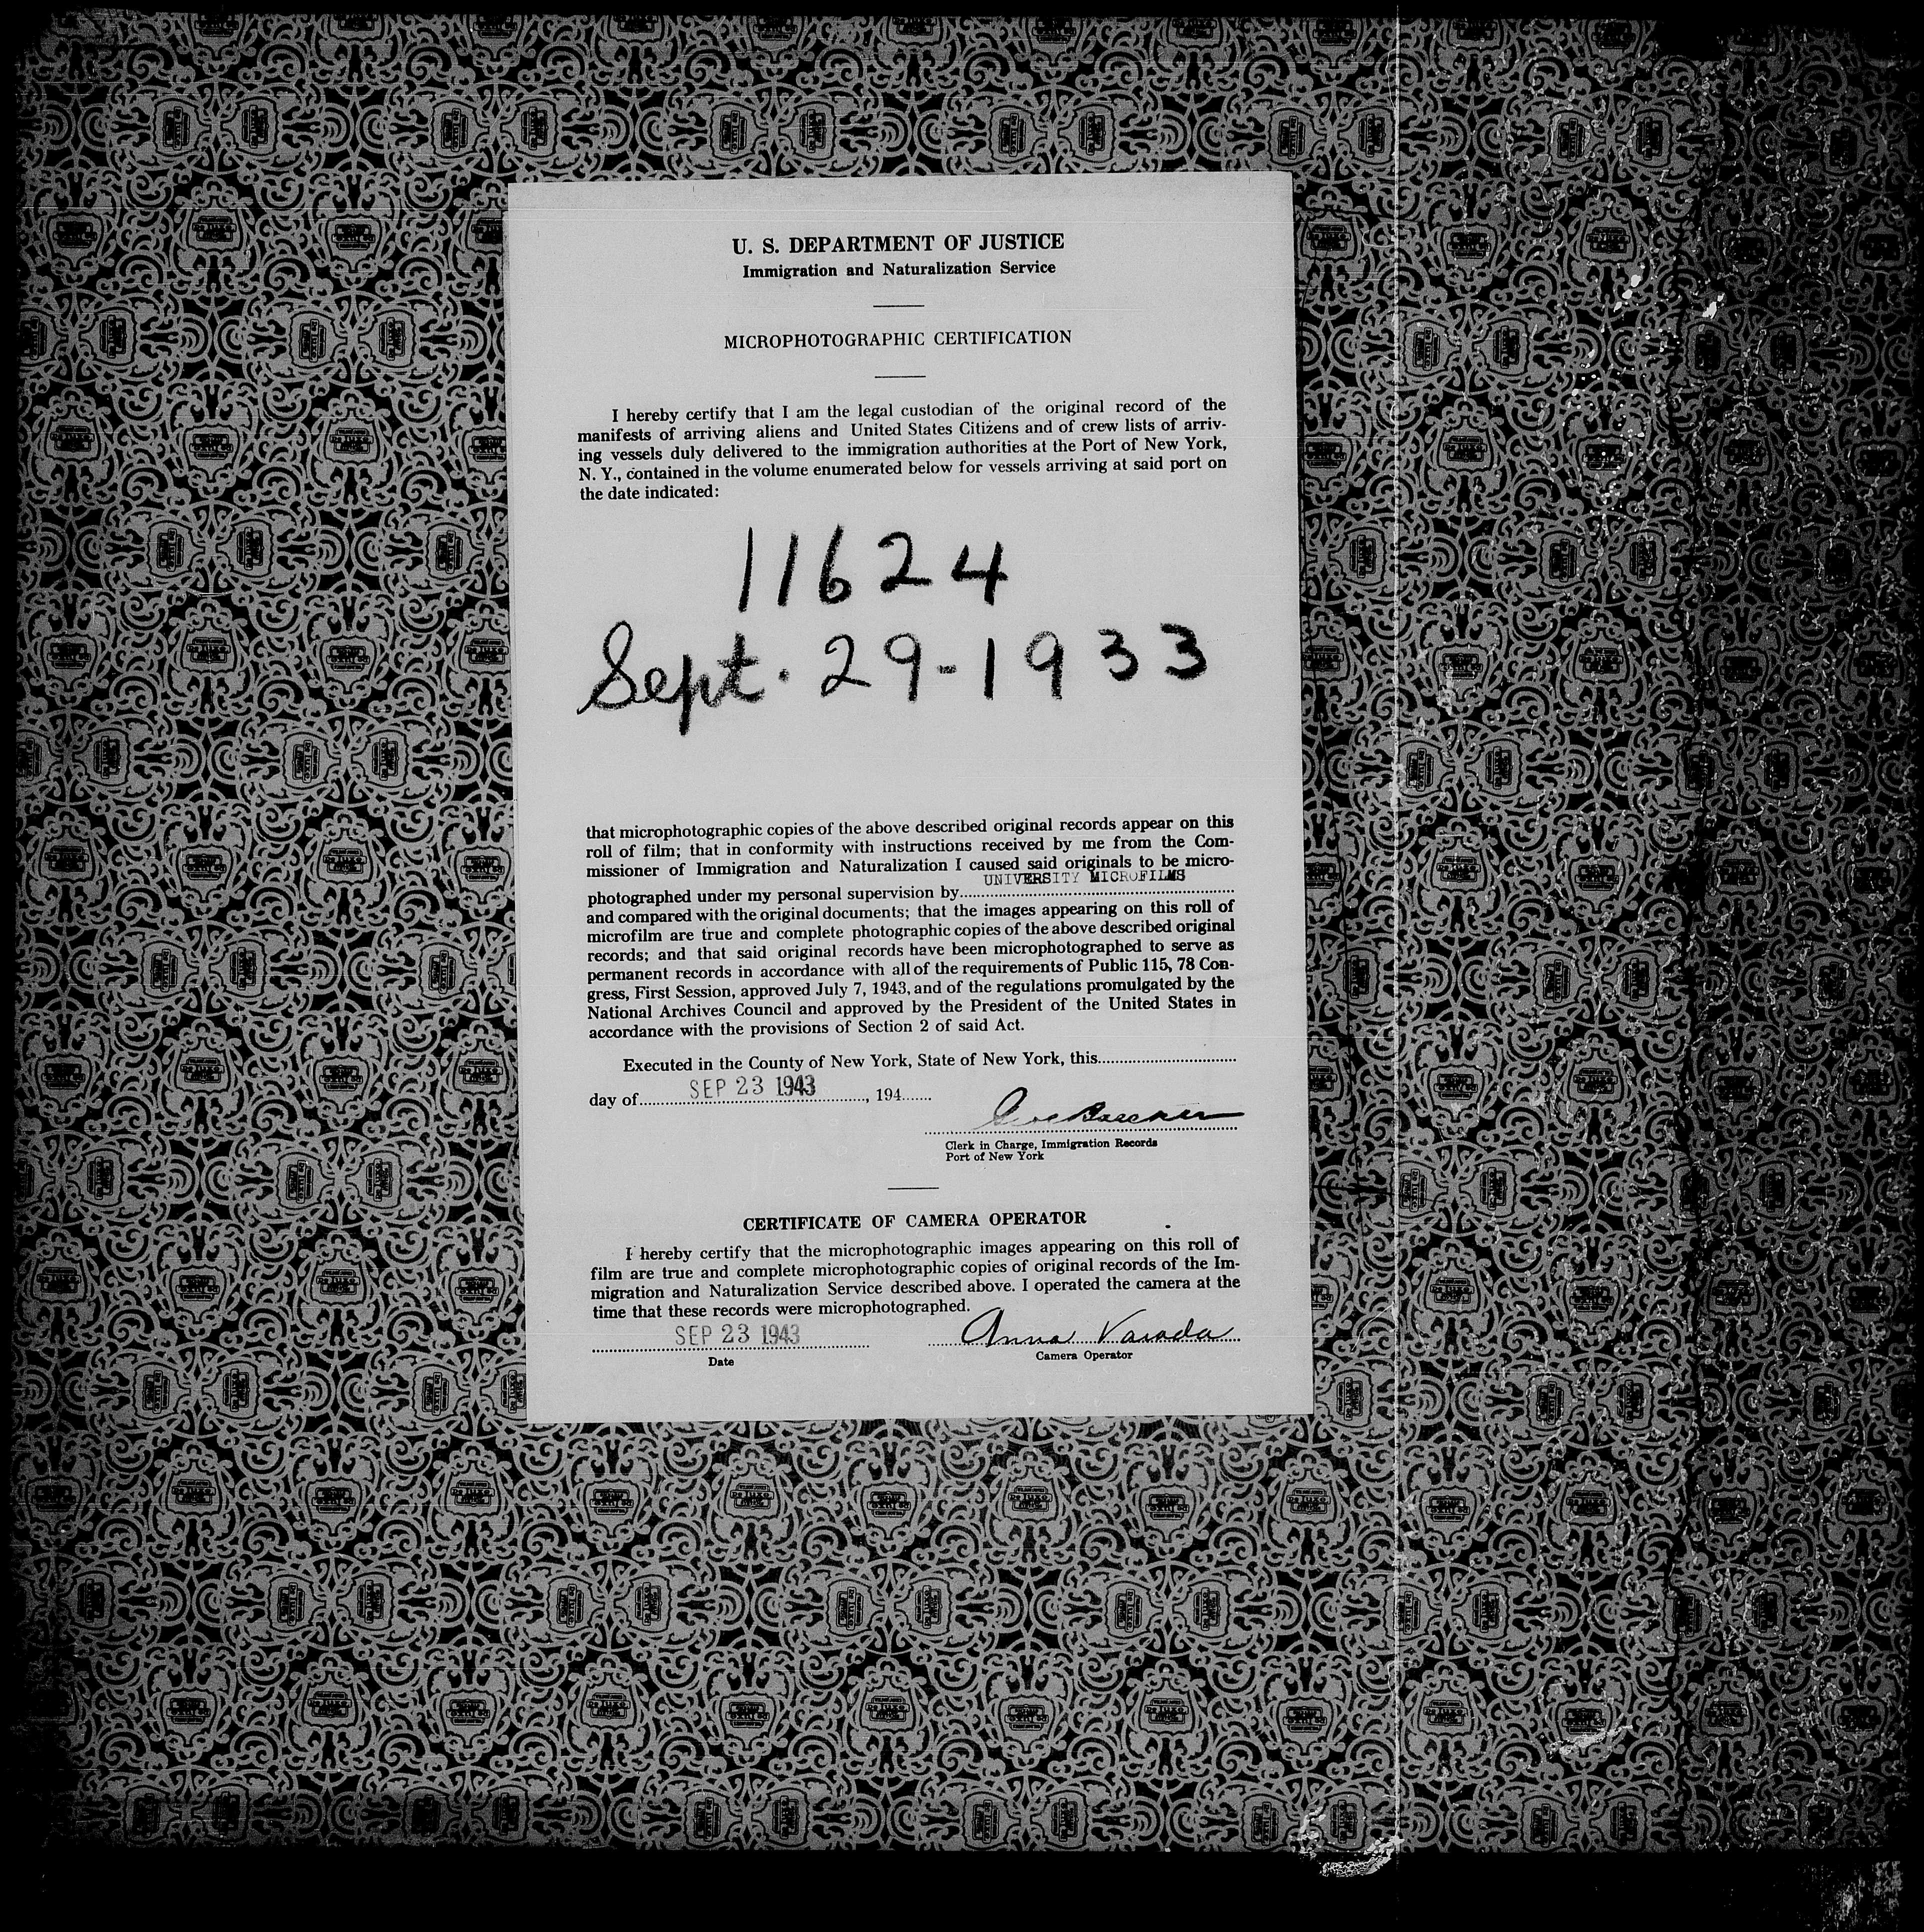 U. S. DEPARTMENT OF JUSTICE
Immigration and Naturalization Service
MICROPHOTOGRAPHIC CERTIFICATION
I hereby certify that I am the legal custodian of the original record of the
manifests of arriving aliens and United States Citizens and of crew lists of arriv-
ing vessels duly delivered to the immigration authorities at the Port of New York,
N. Y., contained in the volume enumerated below for vessels arriving at said port on
the date indicated:
11624
Sept. 29-1933
that microphotographic copies of the above described original records appear on this
roll of film; that in conformity with instructions received by me from the Com-
missioner of Immigration and Naturalization I caused said originals to be micro-
UNIVERSITY MICROFILMS
photographed under my personal supervision by
and compared with the original documents; that the images appearing on this roll of
microfilm are true and complete photographic copies of the above described original
records; and that said original records have been microphotographed to serve as
permanent records in accordance with all of the requirements of Public 115, 78 Con-
gress, First Session, approved July 7, 1943, and of the regulations promulgated by the
National Archives Council and approved by the President of the United States in
accordance with the provisions of Section 2 of said Act.
Executed in the County of New York, State of New York, this
day of SEP 23 1943, 194
Clerk in Charge, Immigration Records
Port of New York
CERTIFICATE OF CAMERA OPERATOR
I hereby certify that the microphotographic images appearing on this roll of
film are true and complete microphotographic copies of original records of the Im-
migration and Naturalization Service described above. I operated the camera at the
time that these records were microphotographed.
SEP 23 1943 Anna
Date Camera Operator